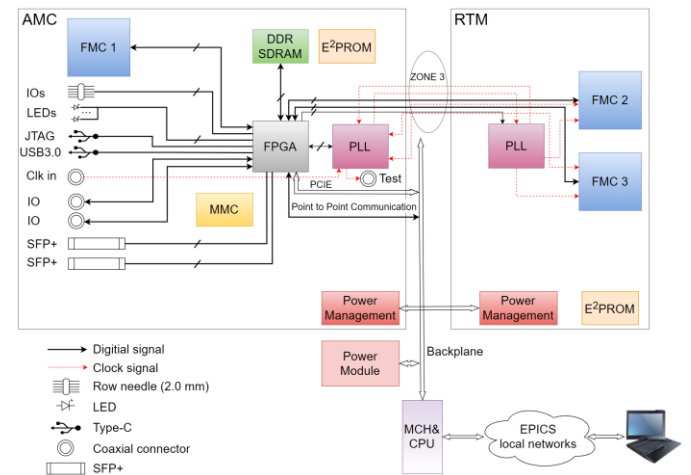 AMC
RTM
FMC 1
DDR
SDRAM
E²PROM
ZONE 3
FMC 2
IOs
LEDs
JTAG
USB3.0
FPGA
PLL
PLL
Clk in
Test
FMC 3
PCIE
IO
IO
MMC
Point to Point Communication
SFP+
SFP+
Power
Management
Power
Management
E²PROM
Digitial signal
Clock signal
Row needle (2.0 mm)
LED
Type-C
Coaxial connector
SFP+
Power
Module
Backplane
MCH&
CPU
EPICS
local networks